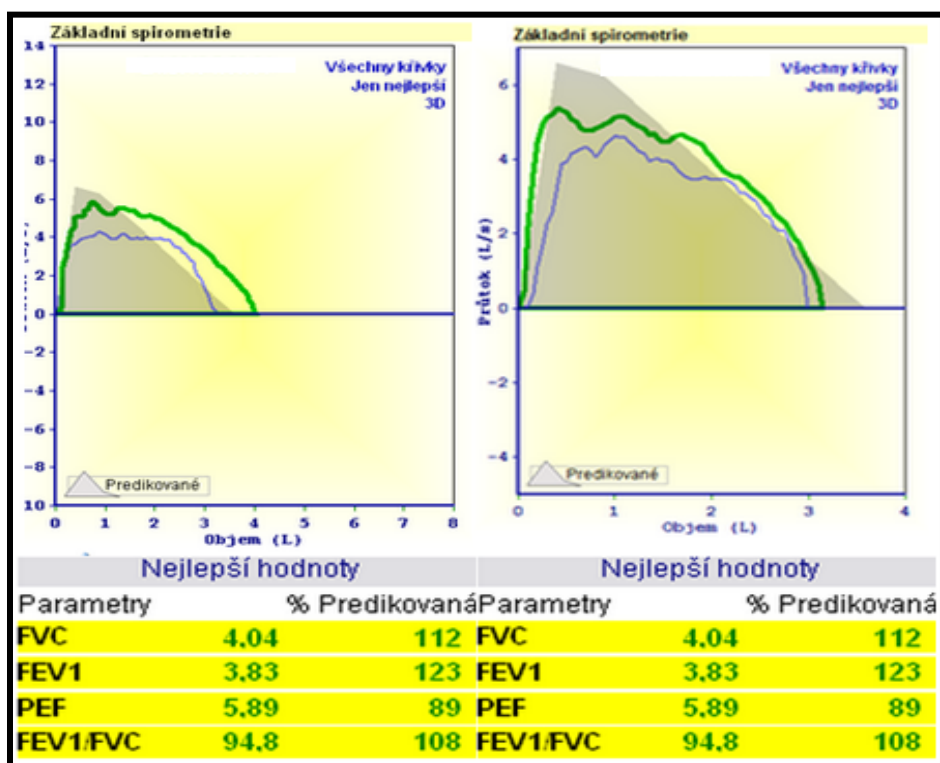 Základní spirometrie
Všechny křivky
Jen nejlepší
3D
14
12
10
8
6
4
2
0
-2
-4
-6
-8
10
Predikované
0 1 2 3 4 5 6 7 8
Objem (L)
Základní spirometrie
Všechny křivky
Jen nejlepší
3D
6
4
2
0
-2
-4
Průtok (L/s)
Predikované
0 1 2 3 4
Objem (L)
Nejlepší hodnoty
Parametry % Predikovaná
FVC 4,04 112
FEV1 3,83 123
PEF 5,89 89
FEV1/FVC 94,8 108
Nejlepší hodnoty
Parametry % Predikovaná
FVC 4,04 112
FEV1 3,83 123
PEF 5,89 89
FEV1/FVC 94,8 108